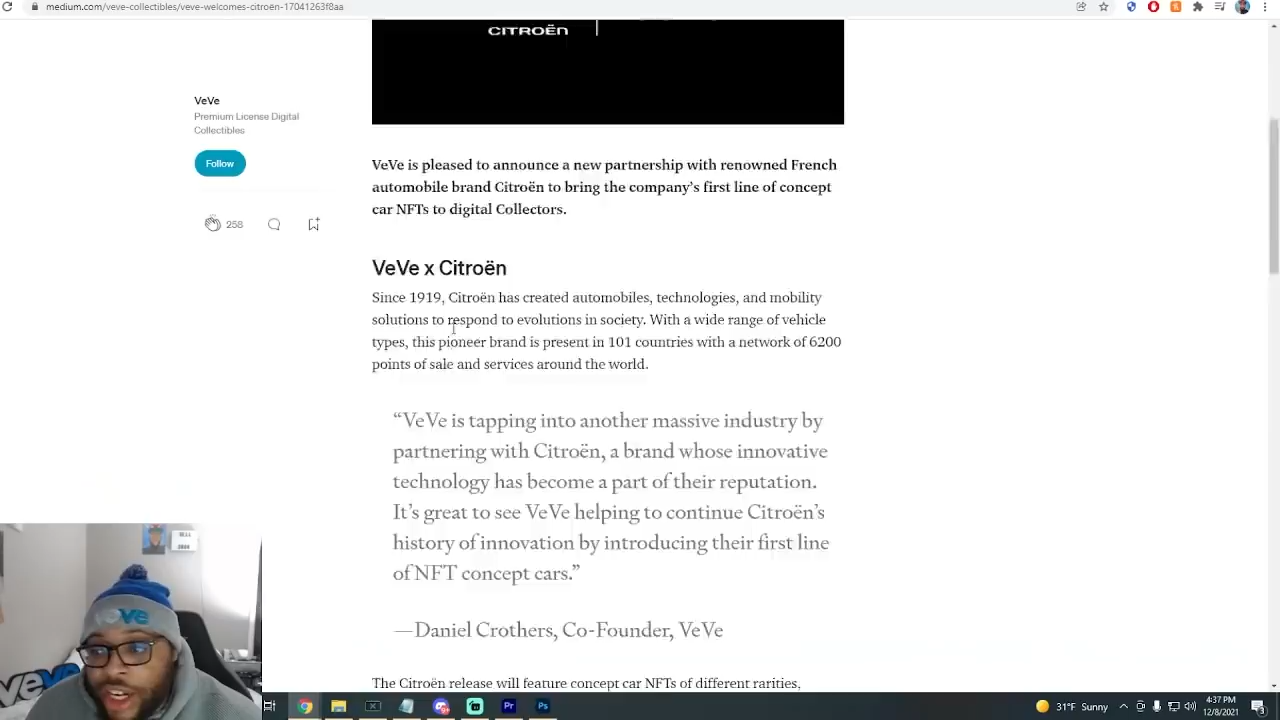 medium.com/veve-collectibles/veve-welcomes-citroën-17041263f8aa
CITROËN
VeVe
Premium License Digital
Collectibles
Follow
258
VeVe is pleased to announce a new partnership with renowned French
automobile brand Citroën to bring the company's first line of concept
car NFTs to digital Collectors.
VeVe x Citroën
Since 1919, Citroën has created automobiles, technologies, and mobility
solutions to respond to evolutions in society. With a wide range of vehicle
types, this pioneer brand is present in 101 countries with a network of 6200
points of sale and services around the world.
“VeVe is tapping into another massive industry by
partnering with Citroën, a brand whose innovative
technology has become a part of their reputation.
It's great to see VeVe helping to continue Citroën's
history of innovation by introducing their first line
of NFT concept cars.”
—Daniel Crothers, Co-Founder, VeVe
The Citroën release will feature concept car NFTs of different rarities,
veve
Pr
Ps
31°F Sunny
4:37 PM
12/8/2021